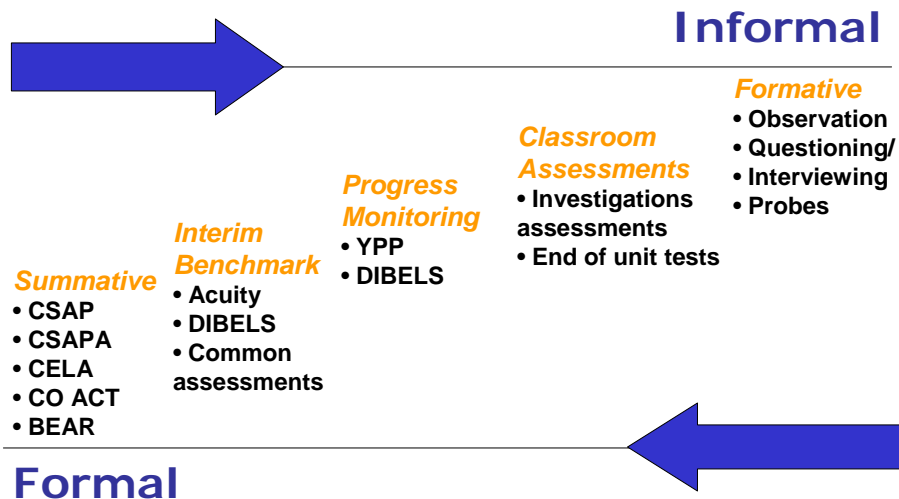 Informal
Formative
• Observation
• Questioning/
• Interviewing
• Probes
Classroom
Assessments
• Investigations
assessments
• End of unit tests
Progress
Monitoring
• YPP
• DIBELS
Interim
Benchmark
• Acuity
• DIBELS
• Common
assessments
Summative
• CSAP
• CSAPA
• CELA
• CO ACT
• BEAR
Formal